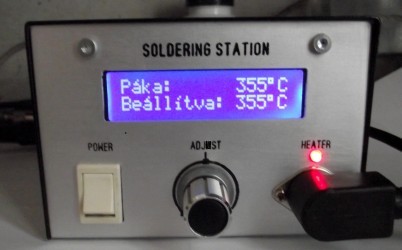 SOLDERING STATION
Páka: 355°C
Beállítva: 355°C
POWER
ADJUST
HEATER